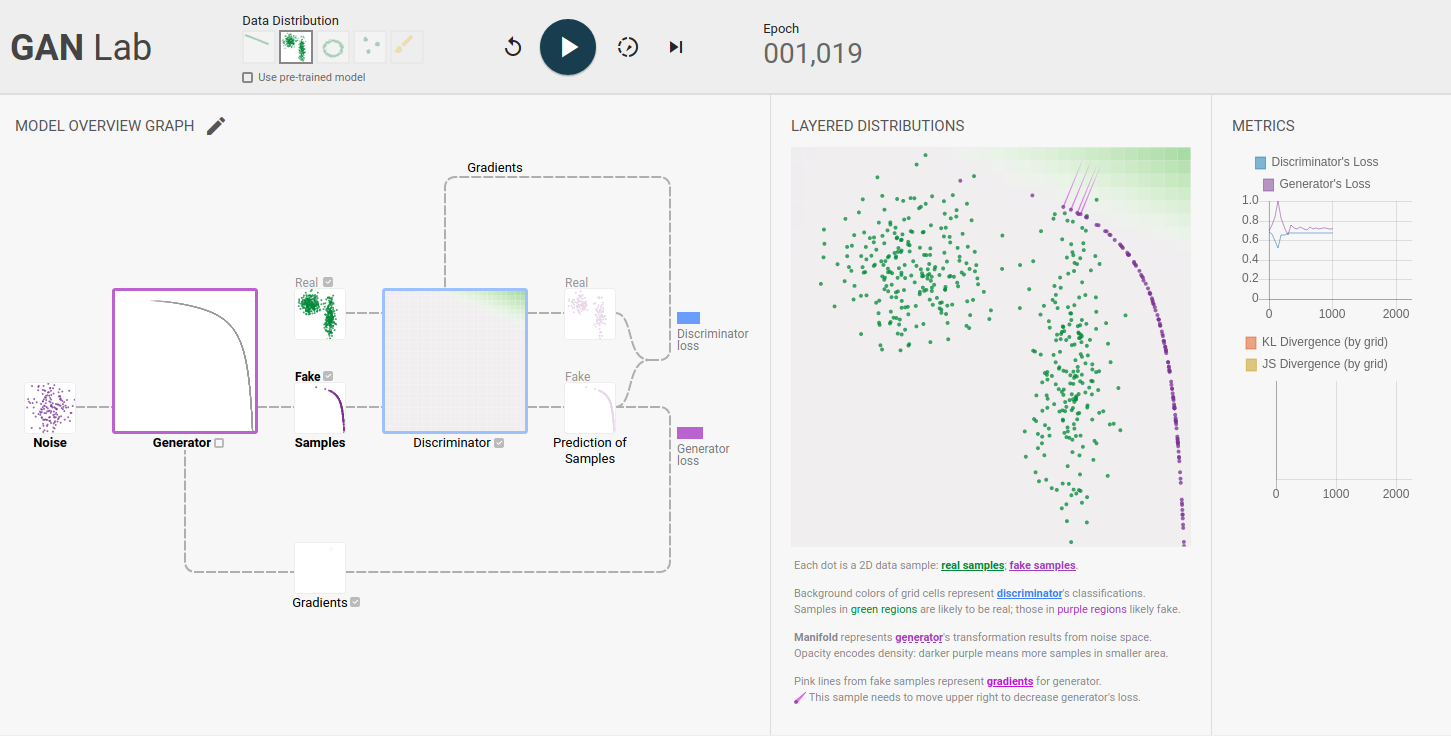 GAN Lab
Data Distribution
Use pre-trained model
Epoch
001,019
MODEL OVERVIEW GRAPH
Gradients
Real
Real
Discriminator
loss
Fake
Fake
Noise
Generator
Samples
Discriminator
Prediction of
Samples
Generator
loss
Gradients
LAYERED DISTRIBUTIONS
Each dot is a 2D data sample: real samples; fake samples.
Background colors of grid cells represent discriminator's classifications.
Samples in green regions are likely to be real; those in purple regions likely fake.
Manifold represents generator's transformation results from noise space.
Opacity encodes density: darker purple means more samples in smaller area.
Pink lines from fake samples represent gradients for generator.
This sample needs to move upper right to decrease generator's loss.
METRICS
Discriminator's Loss
Generator's Loss
1.0
0.8
0.6
0.4
0.2
0
0 1000 2000
KL Divergence (by grid)
JS Divergence (by grid)
0 1000 2000